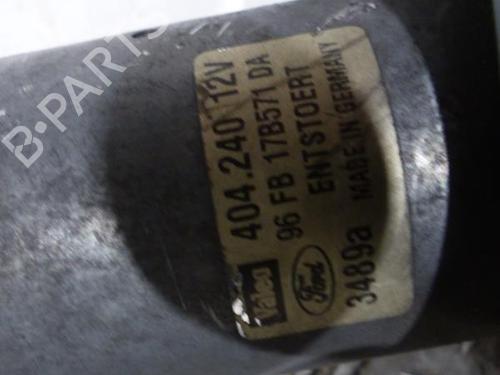 B-PARTS
Valeo 404.240 12V
96 FB 17B571 DA
Ford ENTSTOERT
3489a MADE IN GERMANY